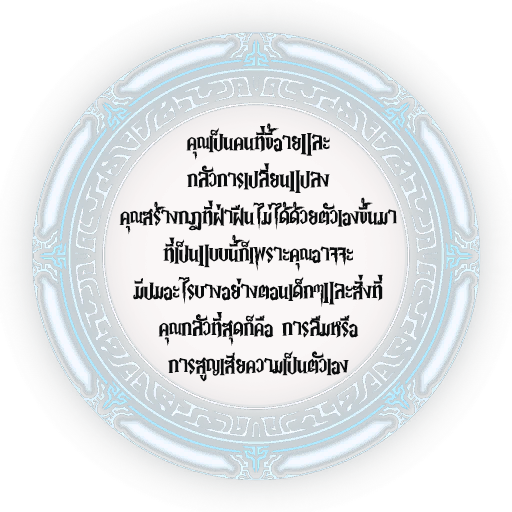 คุณเป็นคนที่ขี้อายและ
กลัวการเปลี่ยนแปลง
คุณสร้างกฎที่ฝ่าฝืนไม่ได้ด้วยตัวเองขึ้นมา
ที่เป็นแบบนี้ก็เพราะคุณอาจจะ
มีปมอะไรบางอย่างตอนเด็กๆและสิ่งที่
คุณกลัวที่สุดก็คือ การลืมหรือ
การสูญเสียความเป็นตัวเอง